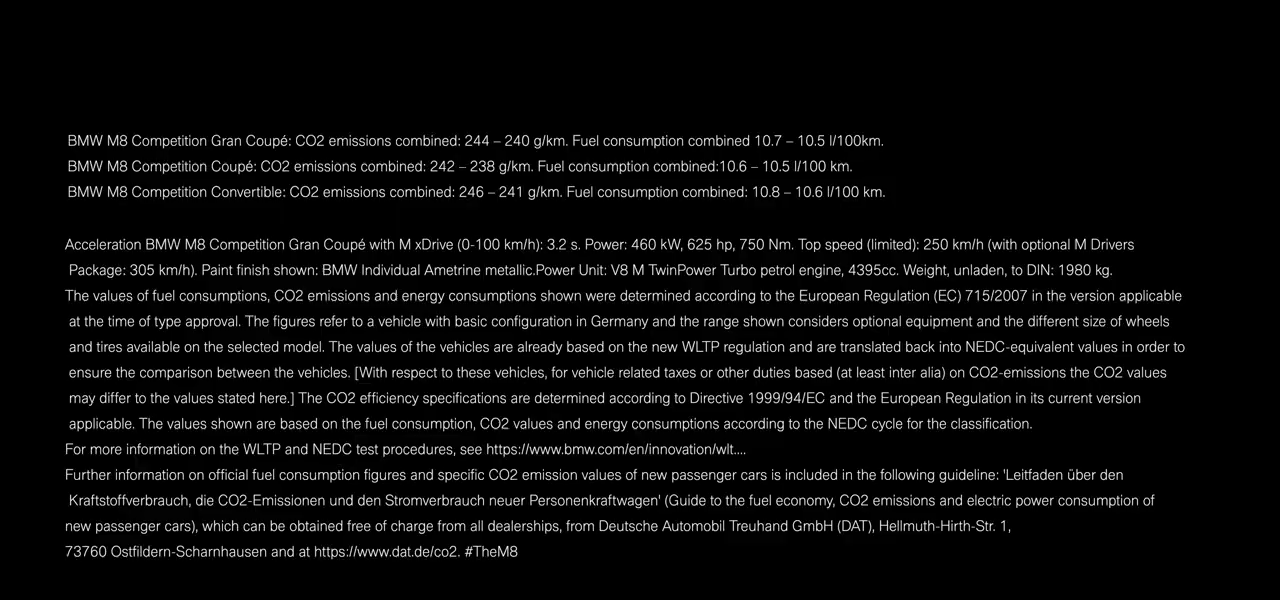 BMW M8 Competition Gran Coupé: CO2 emissions combined: 244 – 240 g/km. Fuel consumption combined 10.7 – 10.5 l/100km.
BMW M8 Competition Coupé: CO2 emissions combined: 242 – 238 g/km. Fuel consumption combined:10.6 – 10.5 l/100 km.
BMW M8 Competition Convertible: CO2 emissions combined: 246 – 241 g/km. Fuel consumption combined: 10.8 – 10.6 l/100 km.
Acceleration BMW M8 Competition Gran Coupé with M xDrive (0-100 km/h): 3.2 s. Power: 460 kW, 625 hp, 750 Nm. Top speed (limited): 250 km/h (with optional M Drivers
Package: 305 km/h). Paint finish shown: BMW Individual Ametrine metallic.Power Unit: V8 M TwinPower Turbo petrol engine, 4395cc. Weight, unladen, to DIN: 1980 kg.
The values of fuel consumptions, CO2 emissions and energy consumptions shown were determined according to the European Regulation (EC) 715/2007 in the version applicable
at the time of type approval. The figures refer to a vehicle with basic configuration in Germany and the range shown considers optional equipment and the different size of wheels
and tires available on the selected model. The values of the vehicles are already based on the new WLTP regulation and are translated back into NEDC-equivalent values in order to
ensure the comparison between the vehicles. [With respect to these vehicles, for vehicle related taxes or other duties based (at least inter alia) on CO2-emissions the CO2 values
may differ to the values stated here.] The CO2 efficiency specifications are determined according to Directive 1999/94/EC and the European Regulation in its current version
applicable. The values shown are based on the fuel consumption, CO2 values and energy consumptions according to the NEDC cycle for the classification.
For more information on the WLTP and NEDC test procedures, see https://www.bmw.com/en/innovation/wlt....
Further information on official fuel consumption figures and specific CO2 emission values of new passenger cars is included in the following guideline: 'Leitfaden über den
Kraftstoffverbrauch, die CO2-Emissionen und den Stromverbrauch neuer Personenkraftwagen' (Guide to the fuel economy, CO2 emissions and electric power consumption of
new passenger cars), which can be obtained free of charge from all dealerships, from Deutsche Automobil Treuhand GmbH (DAT), Hellmuth-Hirth-Str. 1,
73760 Ostfildern-Scharnhausen and at https://www.dat.de/co2. #TheM8